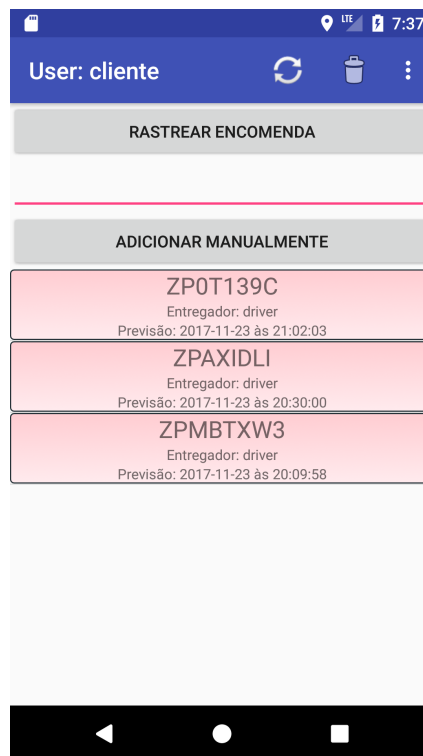 LTE 7:37
User: cliente
RASTREAR ENCOMENDA
ADICIONAR MANUALMENTE
ZP0T139C
Entregador: driver
Previsão: 2017-11-23 às 21:02:03
ZPAXIDLI
Entregador: driver
Previsão: 2017-11-23 às 20:30:00
ZPMBTXW3
Entregador: driver
Previsão: 2017-11-23 às 20:09:58